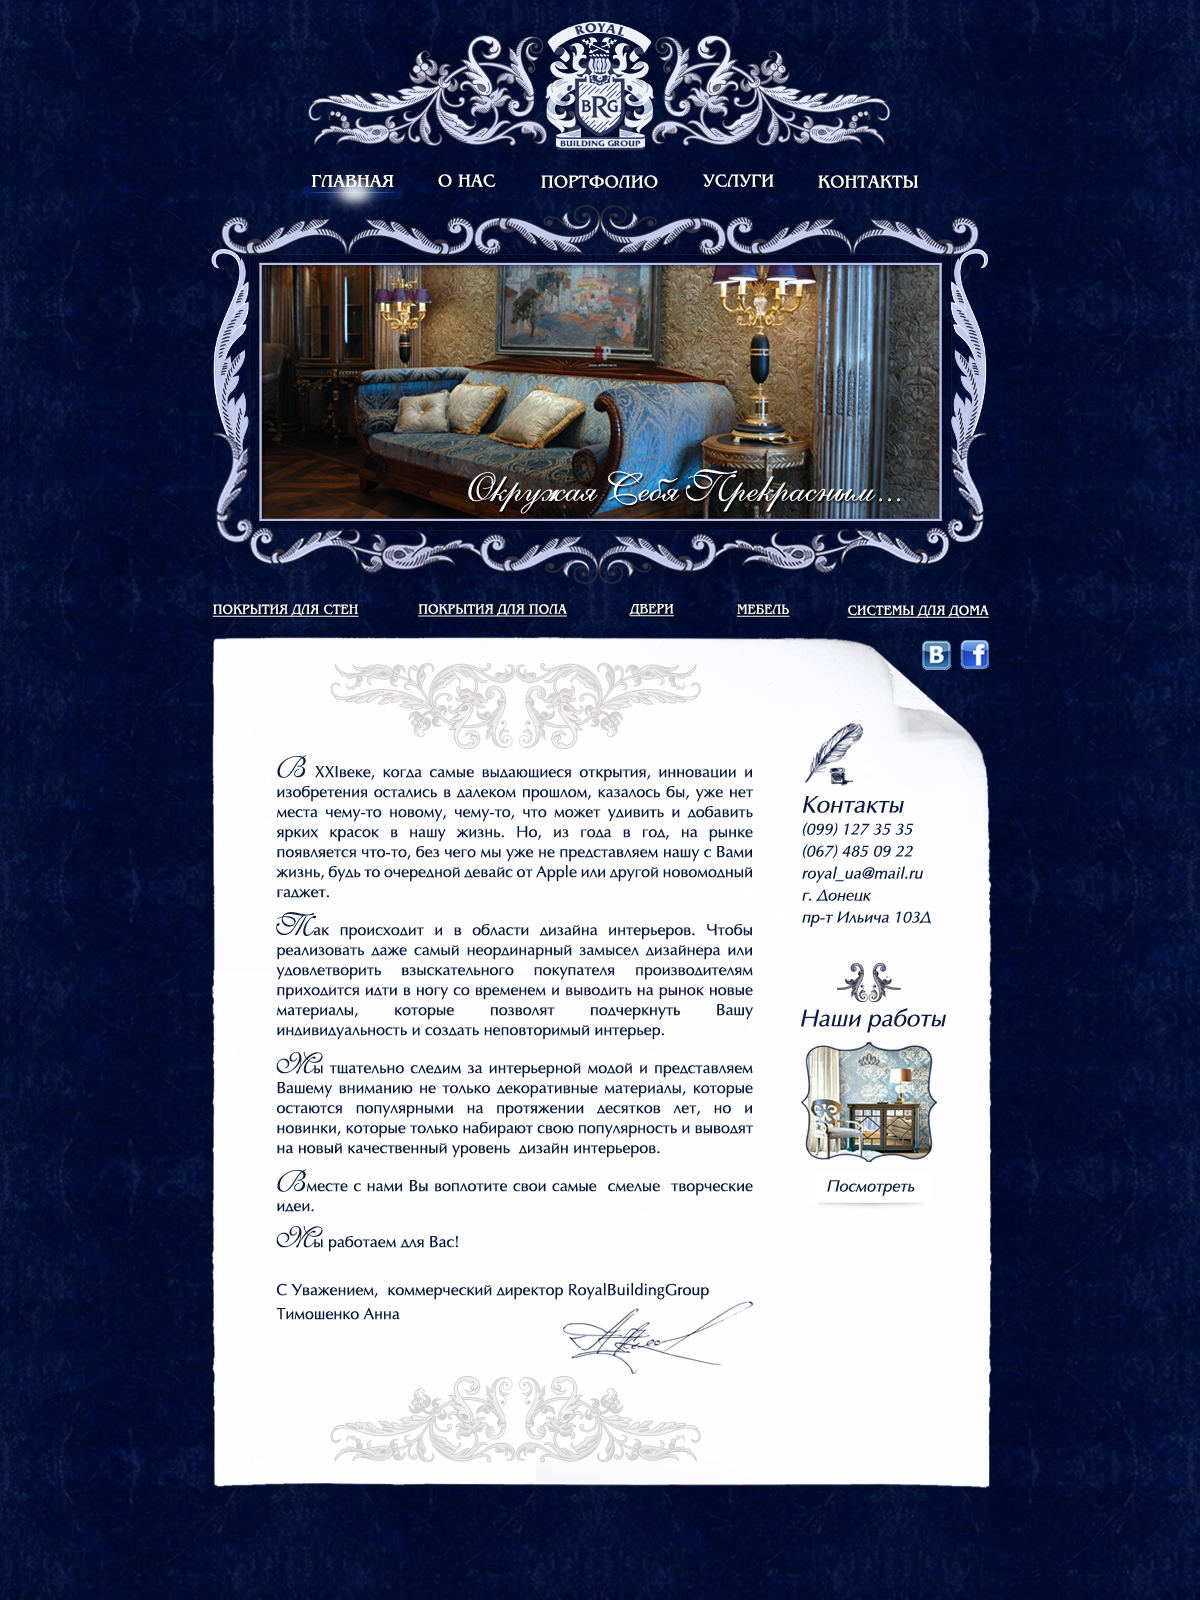 ROYAL
BRG
BUILDING GROUP
ГЛАВНАЯ О НАС ПОРТФОЛИО УСЛУГИ КОНТАКТЫ
Окружая Себя Прекрасным...
ПОКРЫТИЯ ДЛЯ СТЕН ПОКРЫТИЯ ДЛЯ ПОЛА ДВЕРИ МЕБЕЛЬ СИСТЕМЫ ДЛЯ ДОМА
В f
В XXIвеке, когда самые выдающиеся открытия, инновации и
изобретения остались в далеком прошлом, казалось бы, уже нет
места чему-то новому, чему-то, что может удивить и добавить
ярких красок в нашу жизнь. Но, из года в год, на рынке
появляется что-то, без чего мы уже не представляем нашу с Вами
жизнь, будь то очередной девайс от Apple или другой новомодный
гаджет.
Так происходит и в области дизайна интерьеров. Чтобы
реализовать даже самый неординарный замысел дизайнера или
удовлетворить взыскательного покупателя производителям
приходится идти в ногу со временем и выводить на рынок новые
материалы, которые позволят подчеркнуть Вашу
индивидуальность и создать неповторимый интерьер.
Мы тщательно следим за интерьерной модой и представляем
Вашему вниманию не только декоративные материалы, которые
остаются популярными на протяжении десятков лет, но и
новинки, которые только набирают свою популярность и выводят
на новый качественный уровень дизайн интерьеров.
Вместе с нами Вы воплотите свои самые смелые творческие
идеи.
Мы работаем для Вас!
С Уважением, коммерческий директор RoyalBuildingGroup
Тимошенко Анна
Контакты
(099) 127 35 35
(067) 485 09 22
royal_ua@mail.ru
г. Донецк
пр-т Ильича 103Д
Наши работы
Посмотреть